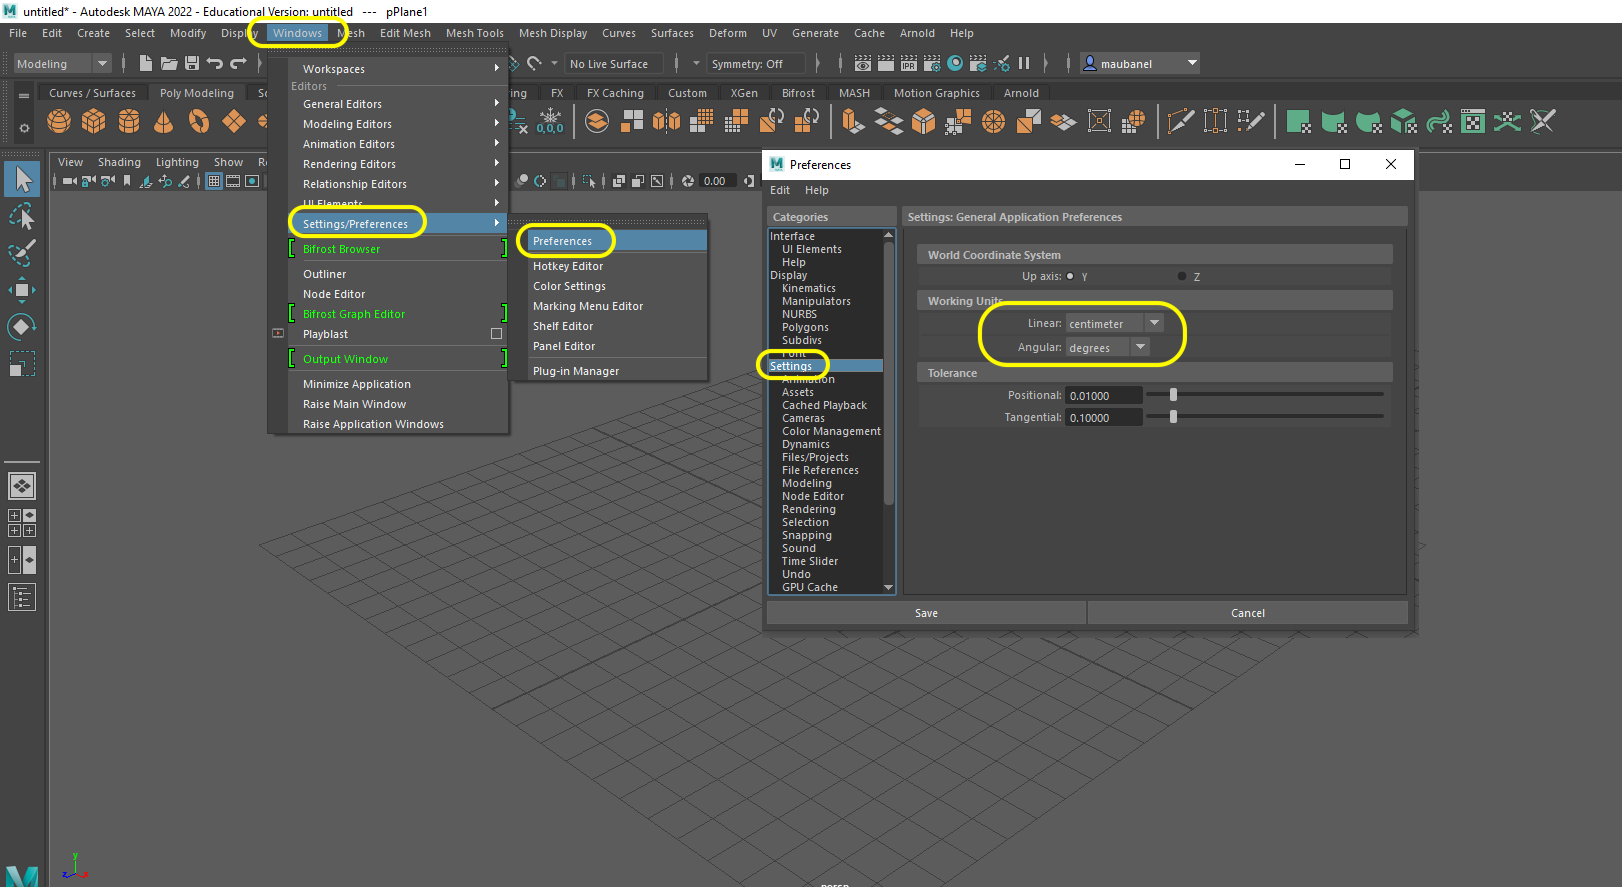 untitled* - Autodesk MAYA 2022 - Educational Version: untitled --- pPlane1
File Edit Create Select Modify Display Windows Mesh Edit Mesh Mesh Tools Mesh Display Curves Surfaces Deform UV Generate Cache Arnold Help
Modeling No Live Surface Symmetry: Off maubanel
Curves / Surfaces Poly Modeling FX FX Caching Custom XGen Bifrost MASH Motion Graphics Arnold
IPR
0,0,0
View Shading Lighting Show
0.00
Workspaces
Editors
General Editors
Modeling Editors
Animation Editors
Rendering Editors
Relationship Editors
UI Elements
Settings/Preferences
Bifrost Browser
Outliner
Node Editor
Bifrost Graph Editor
Playblast
Output Window
Minimize Application
Raise Main Window
Raise Application Windows
Preferences
Hotkey Editor
Color Settings
Marking Menu Editor
Shelf Editor
Panel Editor
Plug-in Manager
M Preferences
Edit Help
Categories
Interface
UI Elements
Help
Display
Kinematics
Manipulators
NURBS
Polygons
Subdivs
Font
Settings
Animation
Assets
Cached Playback
Cameras
Color Management
Dynamics
Files/Projects
File References
Modeling
Node Editor
Rendering
Selection
Snapping
Sound
Time Slider
Undo
GPU Cache
Settings: General Application Preferences
World Coordinate System
Up axis: Y Z
Working Units
Linear: centimeter
Angular: degrees
Tolerance
Positional: 0.01000
Tangential: 0.10000
Save Cancel
y
z x
persp